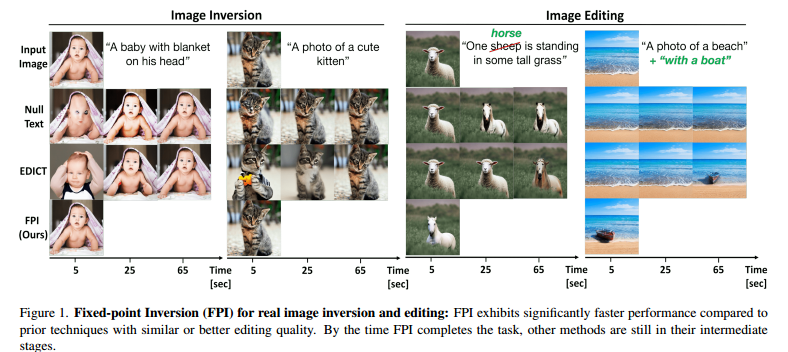 Image Inversion
Image Editing
Input
Image
"A baby with blanket
on his head"
"A photo of a cute
kitten"
horse
"One sheep is standing
in some tall grass"
"A photo of a beach"
+ "with a boat"
Null
Text
EDICT
FPI
(Ours)
5 25 65 Time
[sec]
5 25 65 Time
[sec]
5 25 65 Time
[sec]
5 25 65 Time
[sec]
Figure 1. Fixed-point Inversion (FPI) for real image inversion and editing: FPI exhibits significantly faster performance compared to
prior techniques with similar or better editing quality. By the time FPI completes the task, other methods are still in their intermediate
stages.